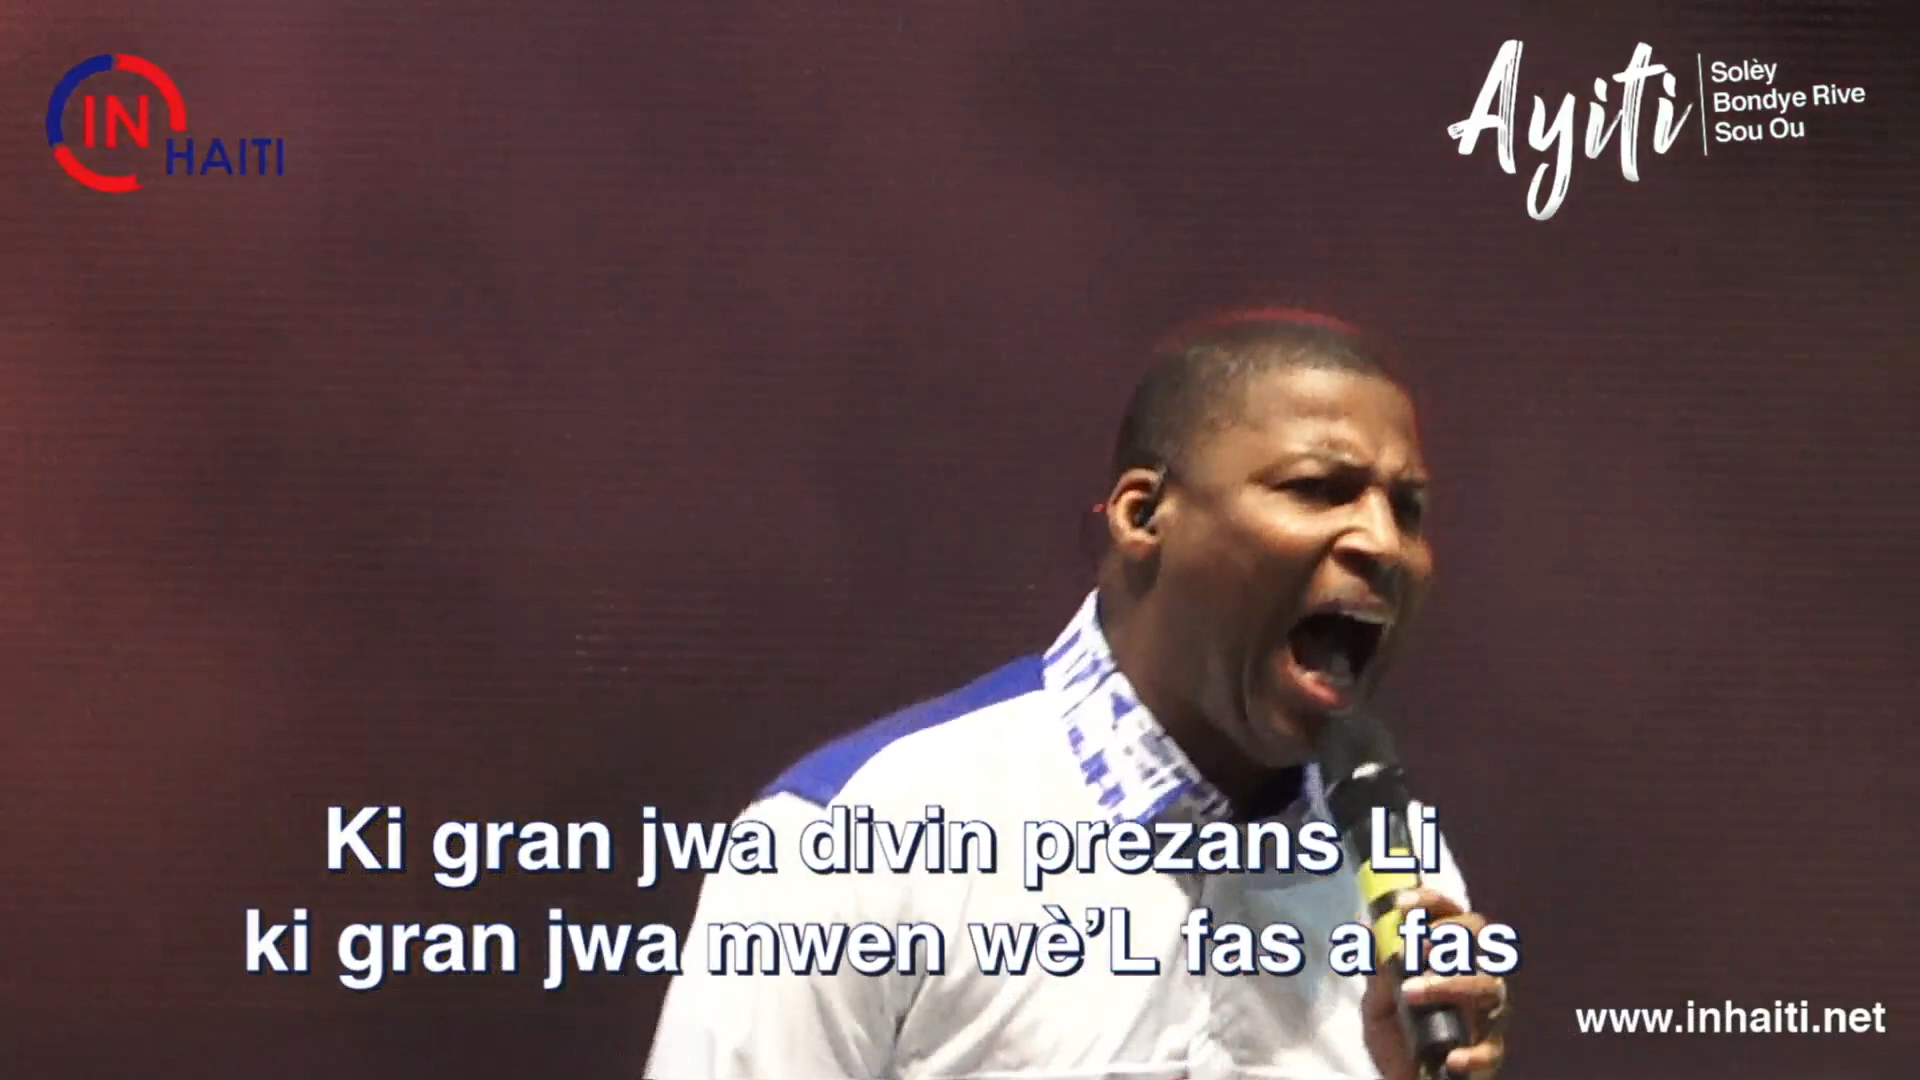 IN
HAITI
Ayiti
Solèy
Bondye Rive
Sou Ou
Ki gran jwa divin prezans Li
ki gran jwa mwen wè’L fas a fas
www.inhaiti.net